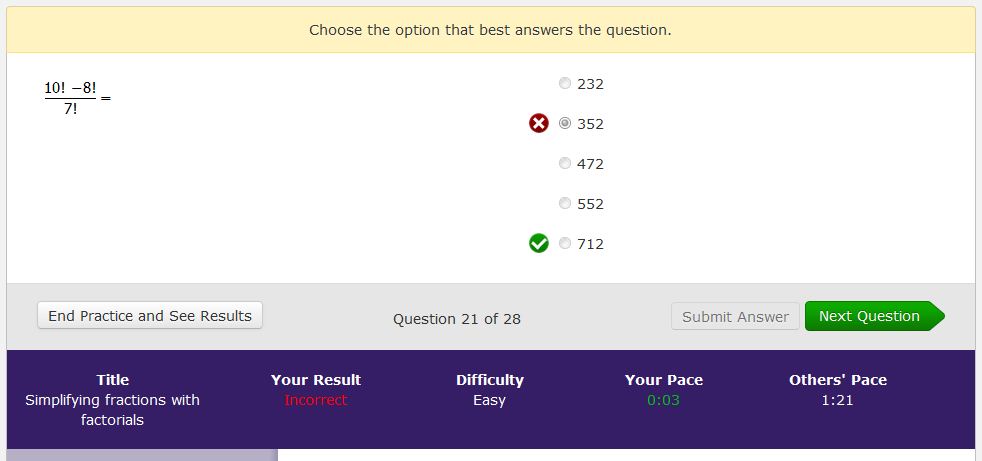 Choose the option that best answers the question.
10! −8!
7!
=
232
352
472
552
712
End Practice and See Results
Question 21 of 28
Submit Answer
Next Question
Title
Your Result
Difficulty
Your Pace
Others' Pace
Simplifying fractions with
factorials
Incorrect
Easy
0:03
1:21